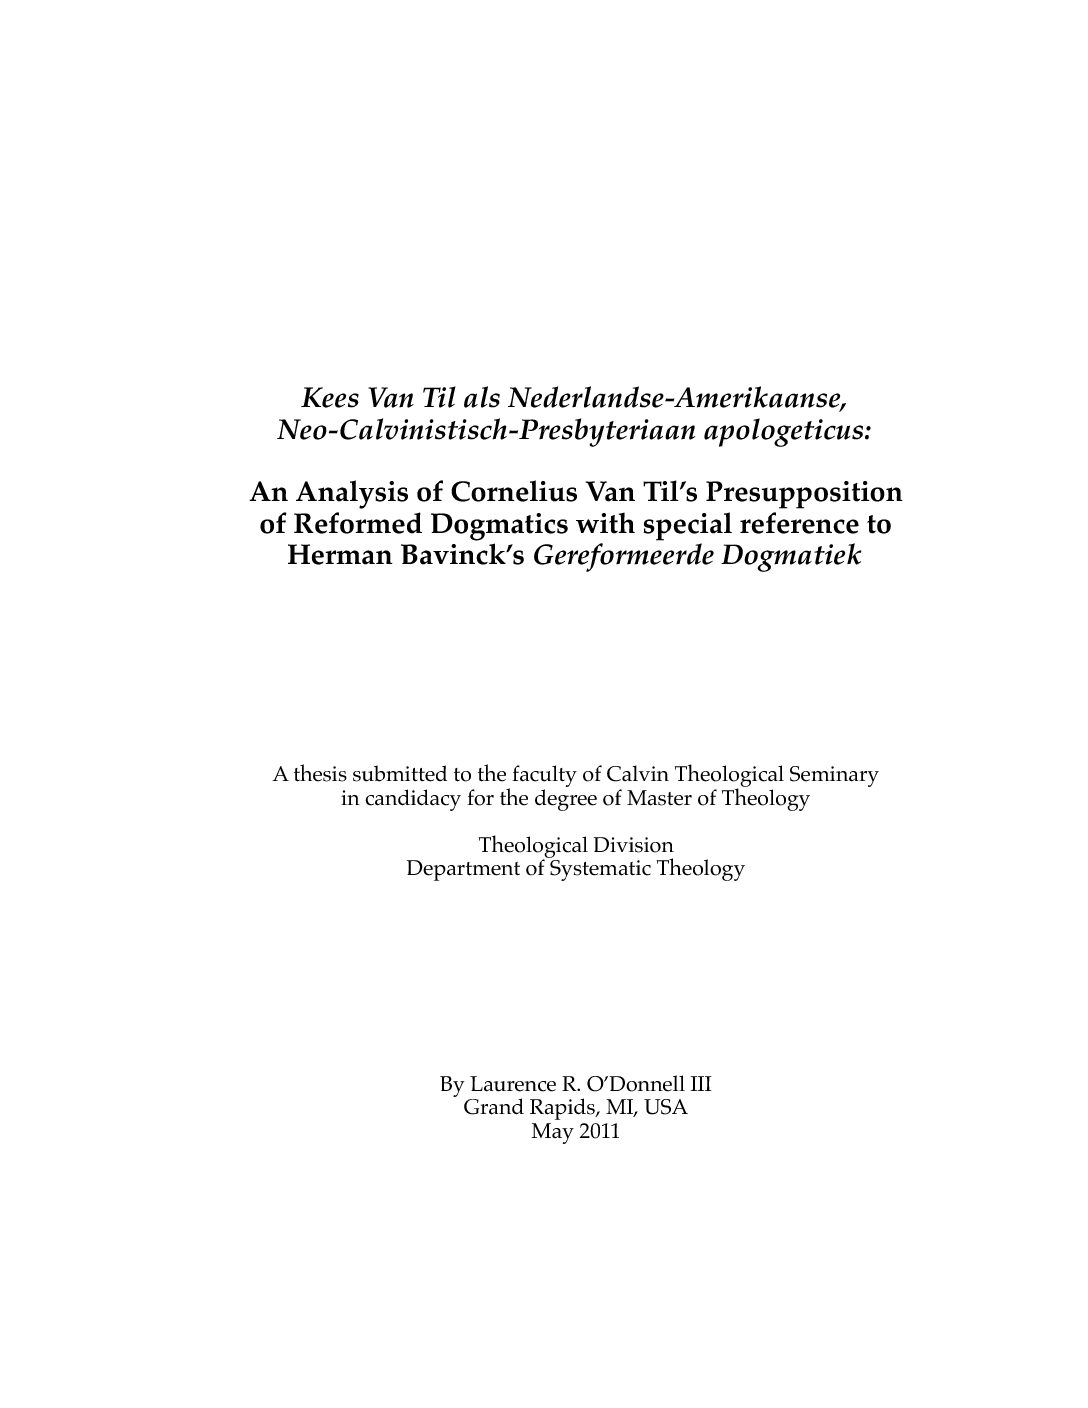 Kees Van Til als Nederlandse-Amerikaanse,
Neo-Calvinistisch-Presbyteriaan apologeticus:
An Analysis of Cornelius Van Til’s Presupposition
of Reformed Dogmatics with special reference to
Herman Bavinck’s Gereformeerde Dogmatiek
A thesis submitted to the faculty of Calvin Theological Seminary
in candidacy for the degree of Master of Theology
Theological Division
Department of Systematic Theology
By Laurence R. O’Donnell III
Grand Rapids, MI, USA
May 2011